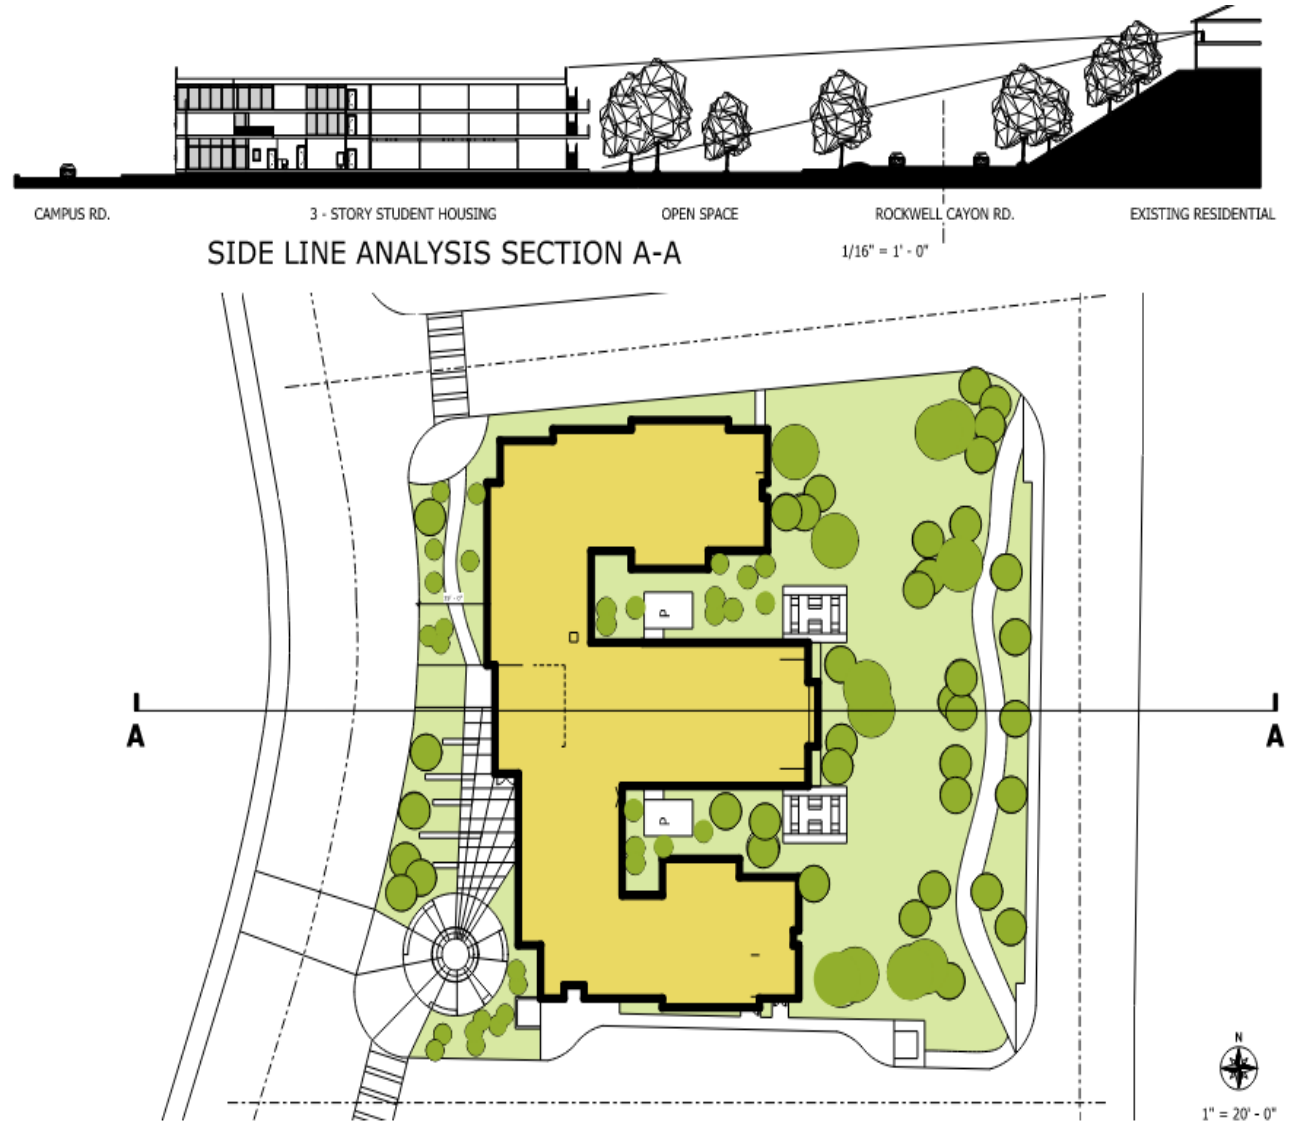 CAMPUS RD.
3 - STORY STUDENT HOUSING
OPEN SPACE
ROCKWELL CAYON RD.
EXISTING RESIDENTIAL
SIDE LINE ANALYSIS SECTION A-A
1/16" = 1' - 0"
P
A
A
P
N
1" = 20' - 0"